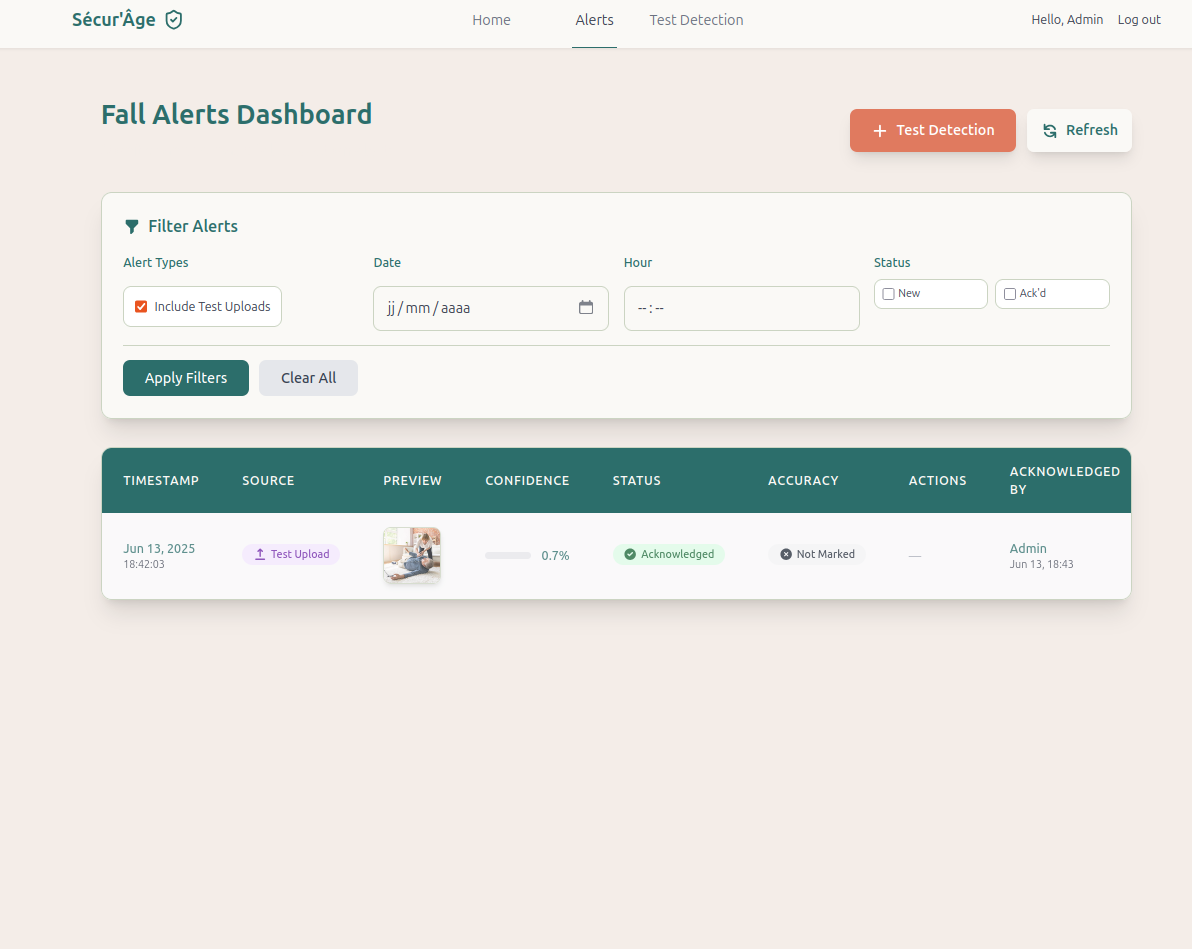 Sécur'Âge
Home
Alerts
Test Detection
Hello, Admin
Log out
Fall Alerts Dashboard
Test Detection
Refresh
Filter Alerts
Alert Types
Date
Hour
Status
Include Test Uploads
jj/mm/aaaa
--:--
New
Ack'd
Apply Filters
Clear All
TIMESTAMP
SOURCE
PREVIEW
CONFIDENCE
STATUS
ACCURACY
ACTIONS
ACKNOWLEDGED
BY
Jun 13, 2025
18:42:03
Test Upload
0.7%
Acknowledged
Not Marked
—
Admin
Jun 13, 18:43